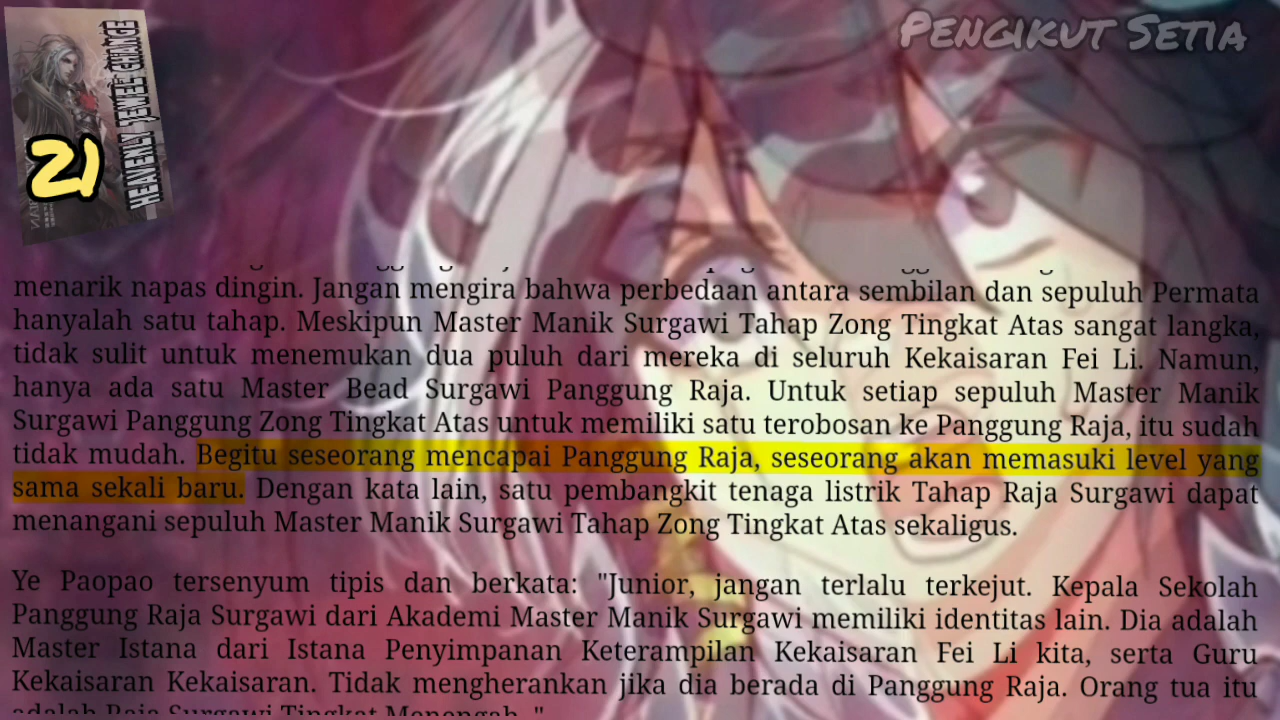 Pengikut Setia
HEAVENLY JEWEL CHANGE
21
menarik napas dingin. Jangan mengira bahwa perbedaan antara sembilan dan sepuluh Permata
hanyalah satu tahap. Meskipun Master Manik Surgawi Tahap Zong Tingkat Atas sangat langka,
tidak sulit untuk menemukan dua puluh dari mereka di seluruh Kekaisaran Fei Li. Namun,
hanya ada satu Master Bead Surgawi Panggung Raja. Untuk setiap sepuluh Master Manik
Surgawi Panggung Zong Tingkat Atas untuk memiliki satu terobosan ke Panggung Raja, itu sudah
tidak mudah. Begitu seseorang mencapai Panggung Raja, seseorang akan memasuki level yang
sama sekali baru. Dengan kata lain, satu pembangkit tenaga listrik Tahap Raja Surgawi dapat
menangani sepuluh Master Manik Surgawi Tahap Zong Tingkat Atas sekaligus.
Ye Paopao tersenyum tipis dan berkata: "Junior, jangan terlalu terkejut. Kepala Sekolah
Panggung Raja Surgawi dari Akademi Master Manik Surgawi memiliki identitas lain. Dia adalah
Master Istana dari Istana Penyimpanan Keterampilan Kekaisaran Fei Li kita, serta Guru
Kekaisaran Kekaisaran. Tidak mengherankan jika dia berada di Panggung Raja. Orang tua itu
adalah Raja Surgawi Tingkat Menengah. "